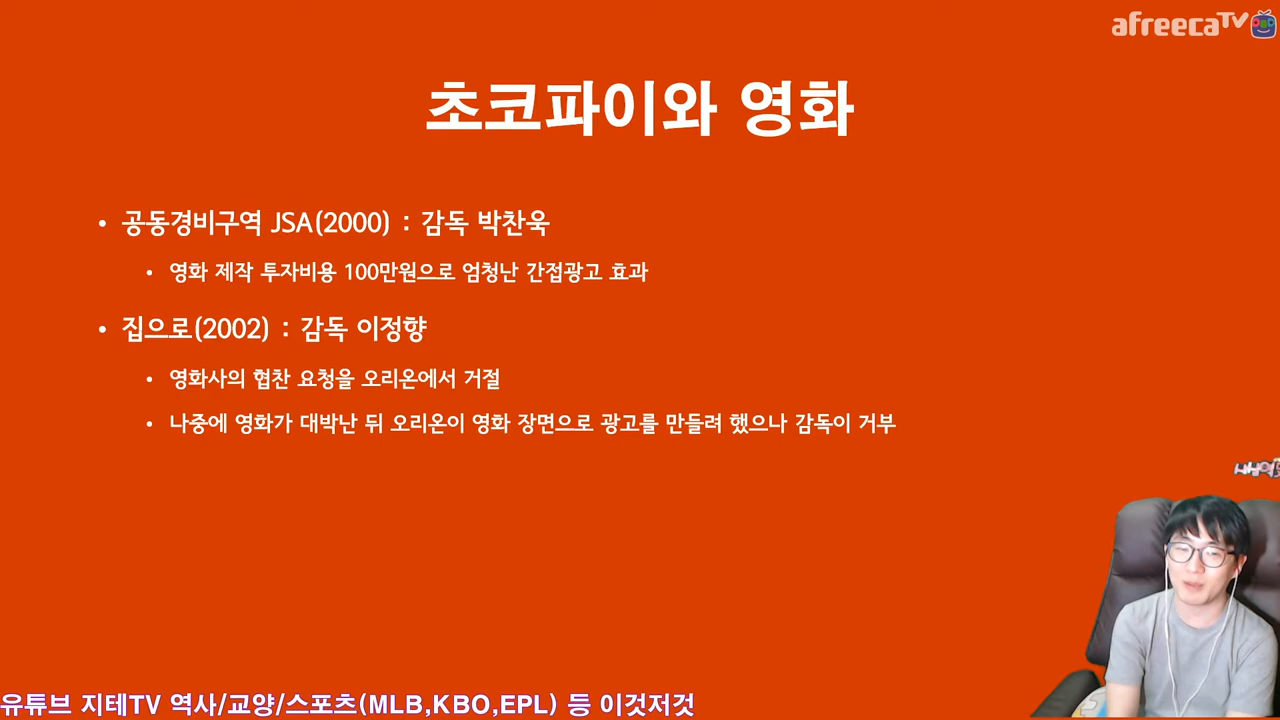 afreecaTV
초코파이와 영화
• 공동경비구역 JSA(2000) : 감독 박찬욱
• 영화 제작 투자비용 100만원으로 엄청난 간접광고 효과
• 집으로(2002) : 감독 이정향
• 영화사의 협찬 요청을 오리온에서 거절
• 나중에 영화가 대박난 뒤 오리온이 영화 장면으로 광고를 만들려 했으나 감독이 거부
유튜브 지테TV 역사/교양/스포츠(MLB,KBO,EPL) 등 이것저것